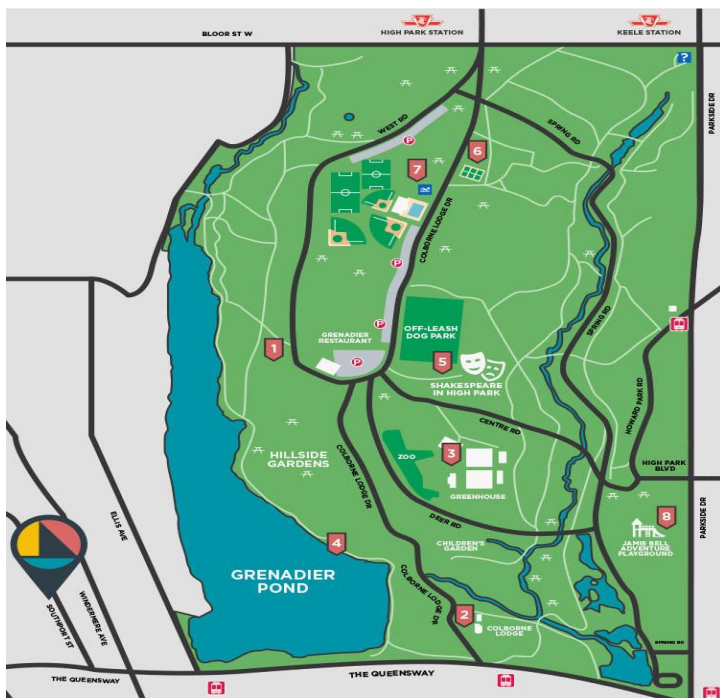 BLOOR ST W
HIGH PARK STATION
KEELE STATION
?
PARKSIDE DR
WEST RD
SPRING RD
P
6
7
COLBORNE LODGE DR
P
P
GRENADIER
RESTAURANT
P
OFF-LEASH
DOG PARK
SPRING RD
1
5
SHAKESPEARE
IN HIGH PARK
HOWARD PARK RD
CENTRE RD
HILLSIDE
GARDENS
COLBORNE LODGE DR
ZOO
3
GREENHOUSE
HIGH PARK
BLVD
DEER RD
PARKSIDE DR
8
JAMIE BELL
ADVENTURE
PLAYGROUND
ELLIS AVE
4
CHILDREN'S
GARDEN
GRENADIER
POND
COLBORNE LODGE DR
WINDERMERE AVE
SOUTHPORT ST
2
COLBORNE
LODGE
SPRING RD
THE QUEENSWAY
THE QUEENSWAY